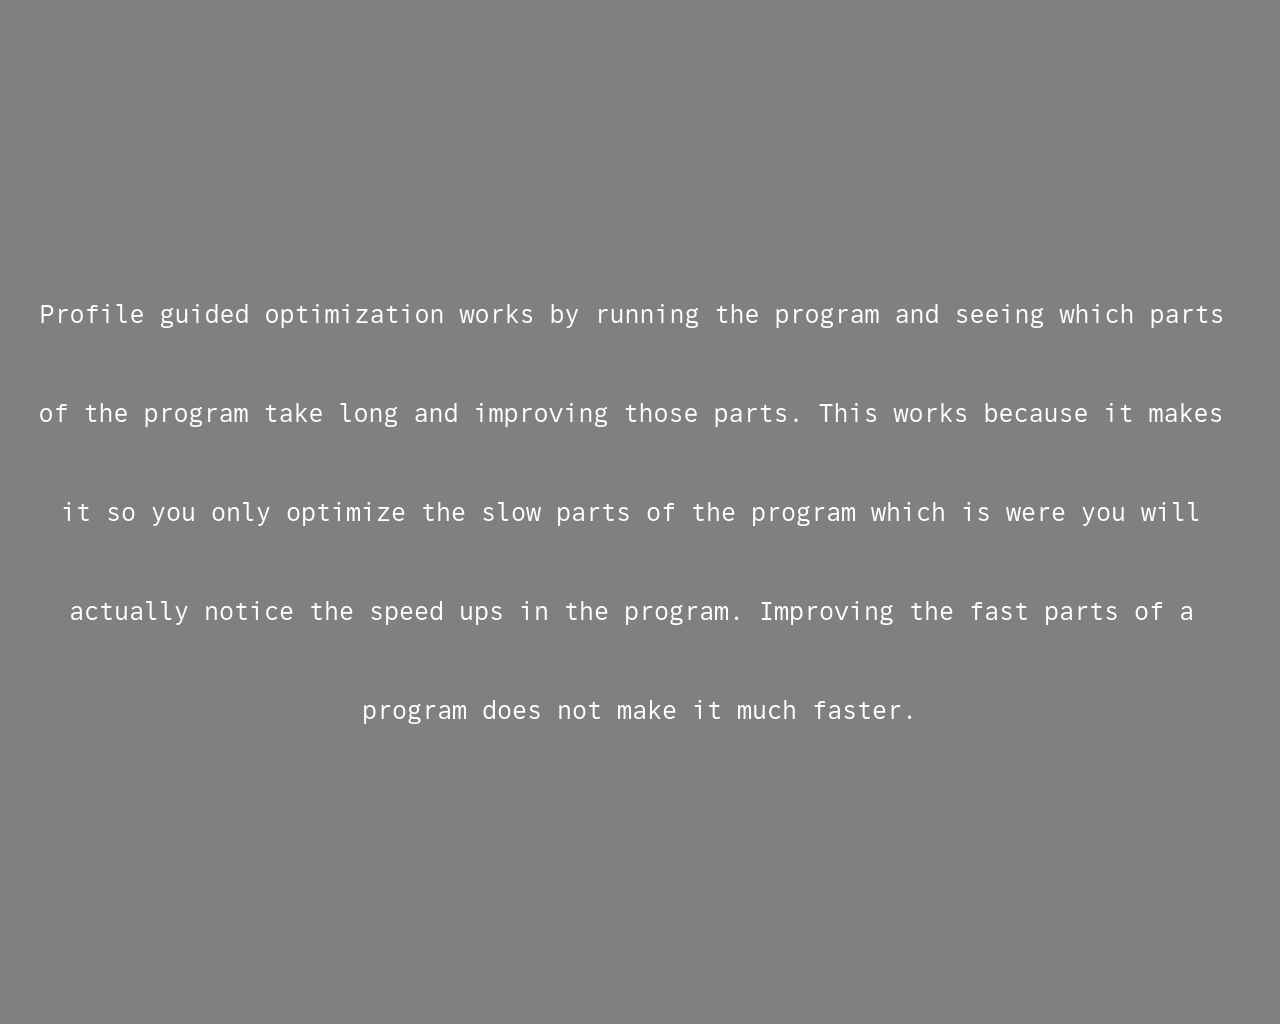 Profile guided optimization works by running the program and seeing which parts
of the program take long and improving those parts. This works because it makes
it so you only optimize the slow parts of the program which is were you will
actually notice the speed ups in the program. Improving the fast parts of a
program does not make it much faster.